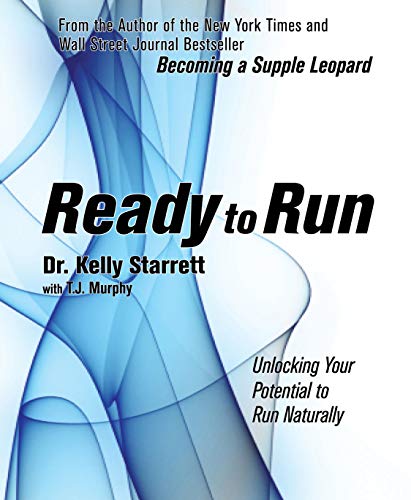 From the Author of the New York Times and
Wall Street Journal Bestseller
Becoming a Supple Leopard
Ready to Run
Dr. Kelly Starrett
with T.J. Murphy
Unlocking Your
Potential to
Run Naturally